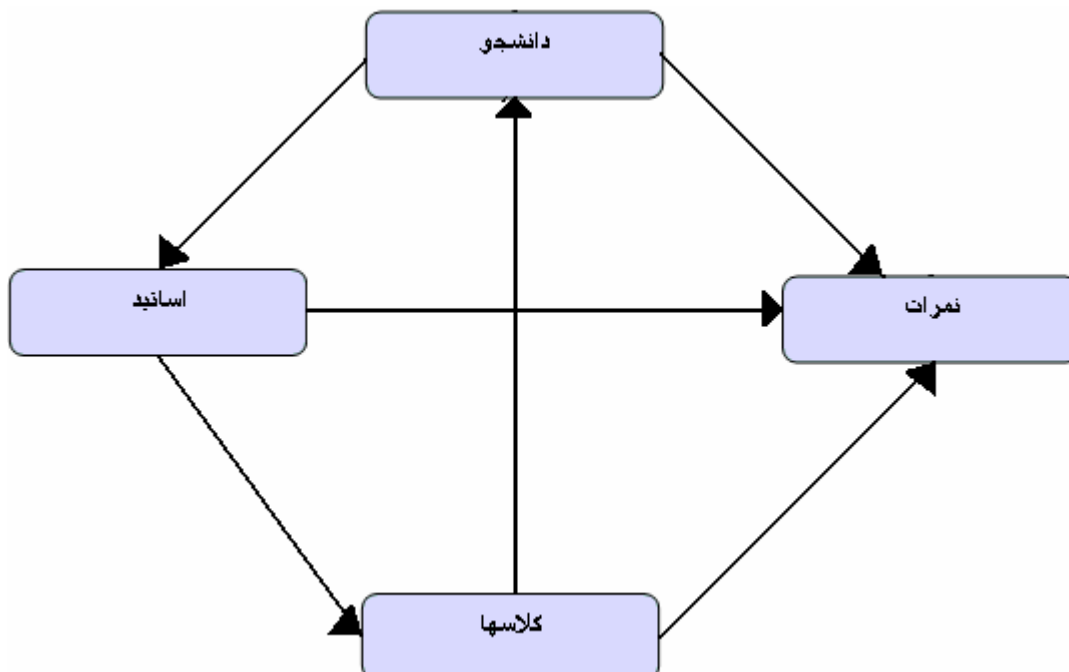 دانشجو
اساتید
نمرات
کلاسها